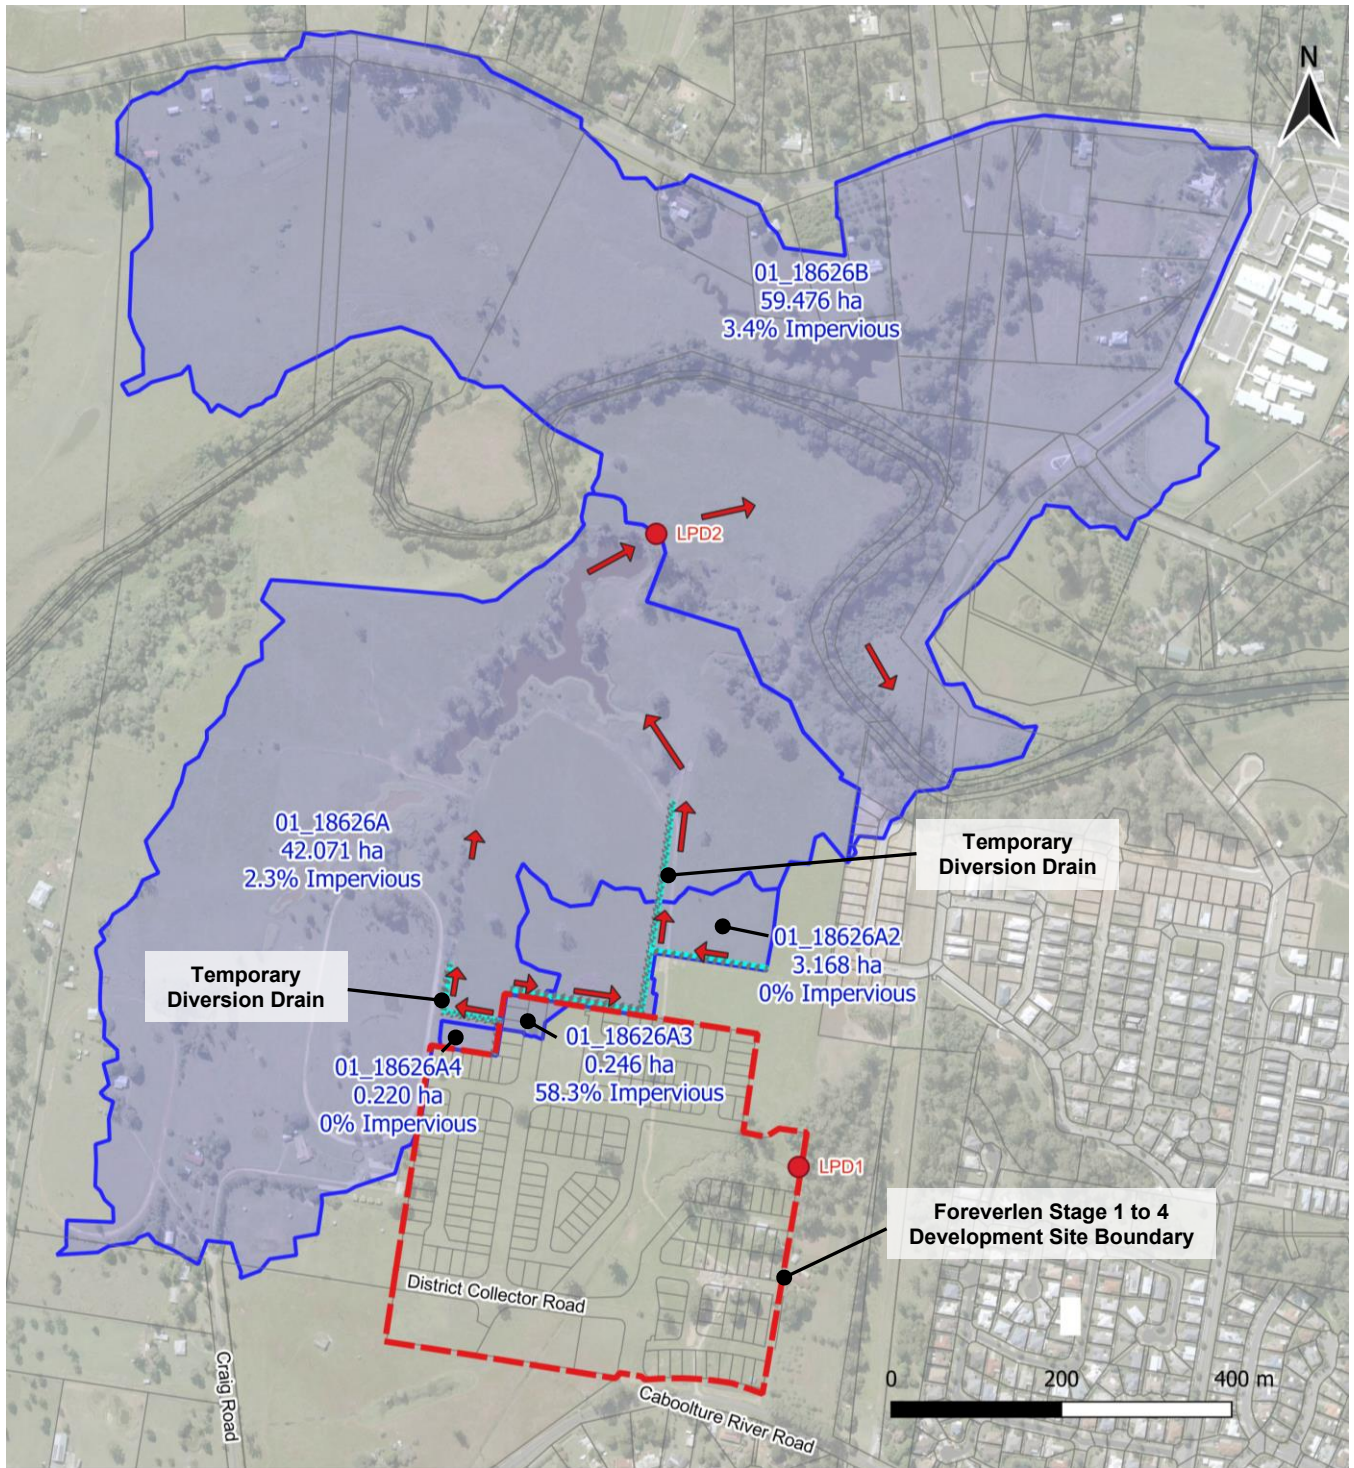 N
01_18626B
59.476 ha
3.4% Impervious
LPD2
01_18626A
42.071 ha
2.3% Impervious
Temporary
Diversion Drain
01_18626A2
3.168 ha
0% Impervious
Temporary
Diversion Drain
01_18626A3
0.246 ha
58.3% Impervious
01_18626A4
0.220 ha
0% Impervious
LPD1
Foreverlen Stage 1 to 4
Development Site Boundary
District Collector Road
Craig Road
Caboolture River Road
0 200 400 m